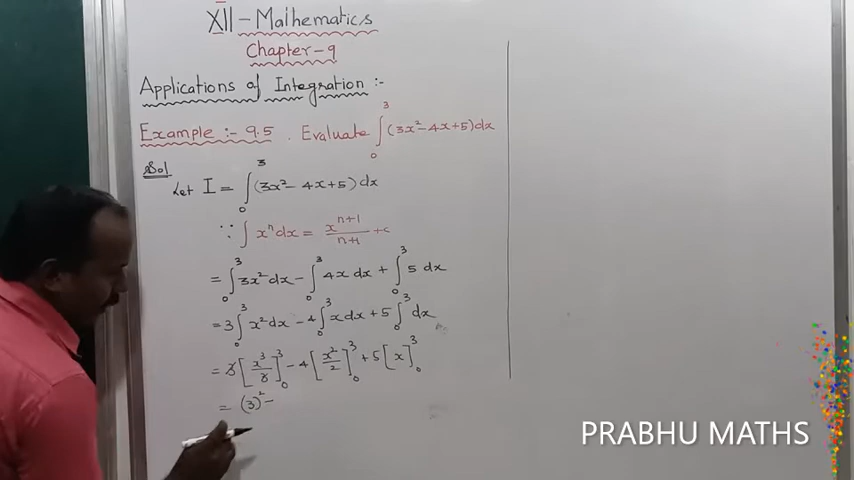 XII - Mathematics
Chapter - 9
Applications of Integration :-
Example :- 9.5 . Evaluate ∫₀³ (3x² - 4x + 5) dx
Sol
Let I = ∫₀³ (3x² - 4x + 5) dx
∵ ∫ xⁿ dx = xⁿ⁺¹/n+1 + c
= ∫₀³ 3x² dx - ∫₀³ 4x dx + ∫₀³ 5 dx
= 3 ∫₀³ x² dx - 4 ∫₀³ x dx + 5 ∫₀³ dx
= 3 [x³/3]₀³ - 4 [x²/2]₀³ + 5 [x]₀³
= (3)² -
PRABHU MATHS